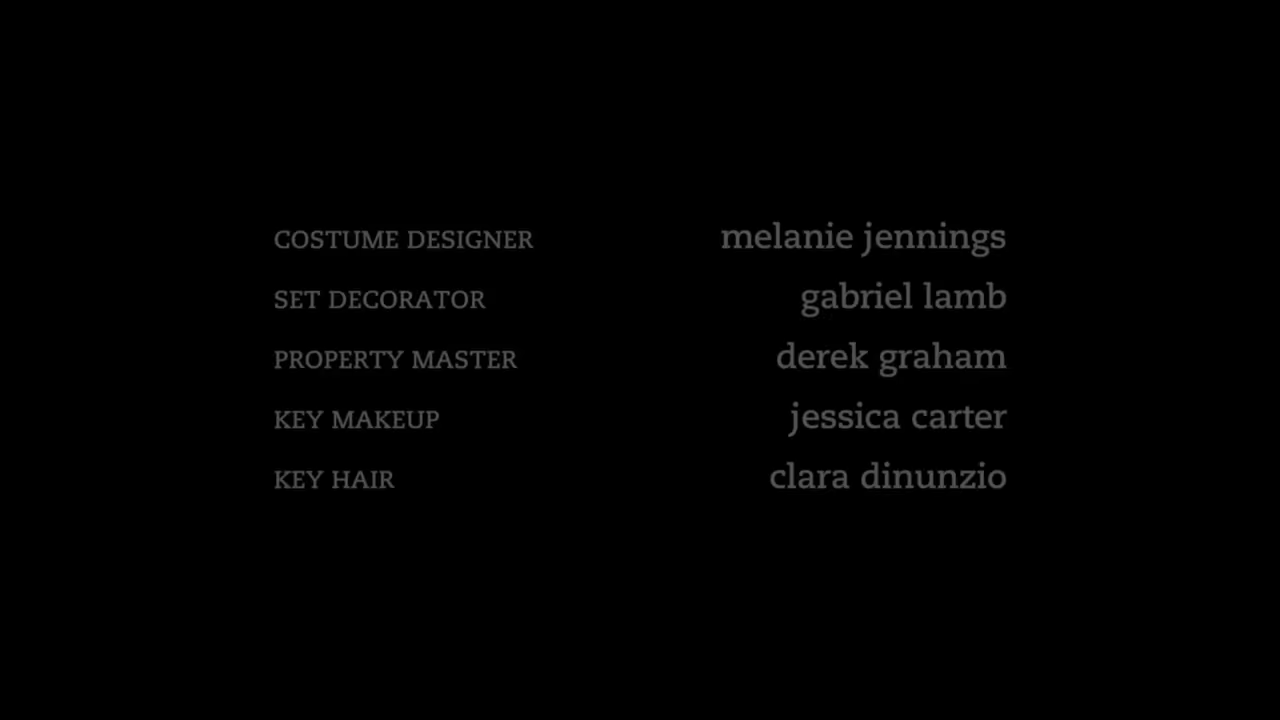 COSTUME DESIGNER melanie jennings
SET DECORATOR gabriel lamb
PROPERTY MASTER derek graham
KEY MAKEUP jessica carter
KEY HAIR clara dinunzio